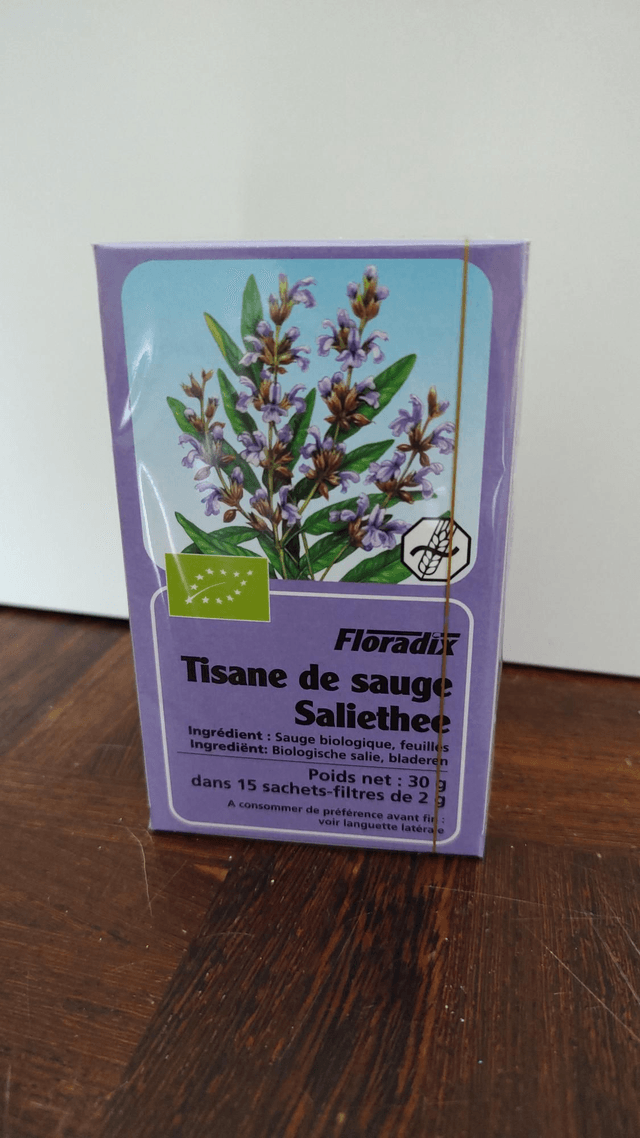 Floradix
Tisane de sauge
Saliethee
Ingrédient : Sauge biologique, feuilles
Ingrediënt: Biologische salie, bladeren
Poids net : 30 g
dans 15 sachets-filtres de 2 g
A consommer de préférence avant fin :
voir languette latérale